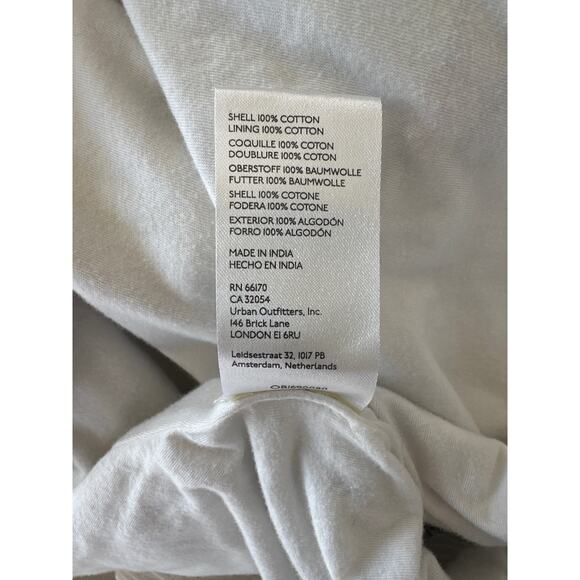 SHELL 100% COTTON
LINING 100% COTTON
COQUILLE 100% COTON
DOUBLURE 100% COTON
OBERSTOFF 100% BAUMWOLLE
FUTTER 100% BAUMWOLLE
SHELL 100% COTONE
FODERA 100% COTONE
EXTERIOR 100% ALGODÓN
FORRO 100% ALGODÓN
MADE IN INDIA
HECHO EN INDIA
RN 66170
CA 32054
Urban Outfitters, Inc.
146 Brick Lane
LONDON E1 6RU
Leidsestraat 32, 1017 PB
Amsterdam, Netherlands